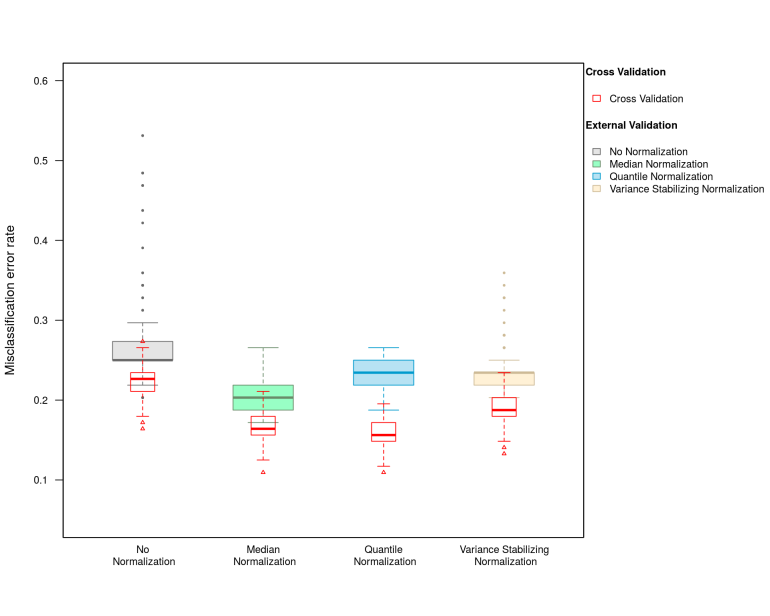 Misclassification error rate
0.6
0.5
0.4
0.3
0.2
0.1
No
Normalization
Median
Normalization
Quantile
Normalization
Variance Stabilizing
Normalization
Cross Validation
Cross Validation
External Validation
No Normalization
Median Normalization
Quantile Normalization
Variance Stabilizing Normalization